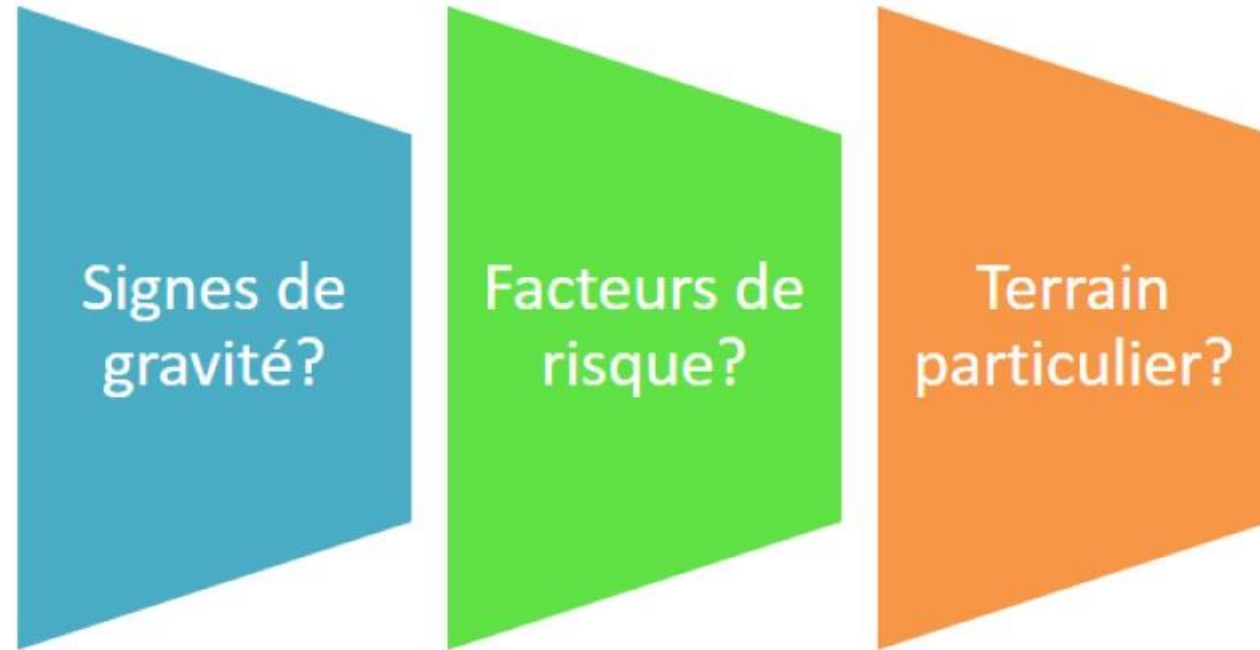 Signes de
gravité?
Facteurs de
risque?
Terrain
particulier?